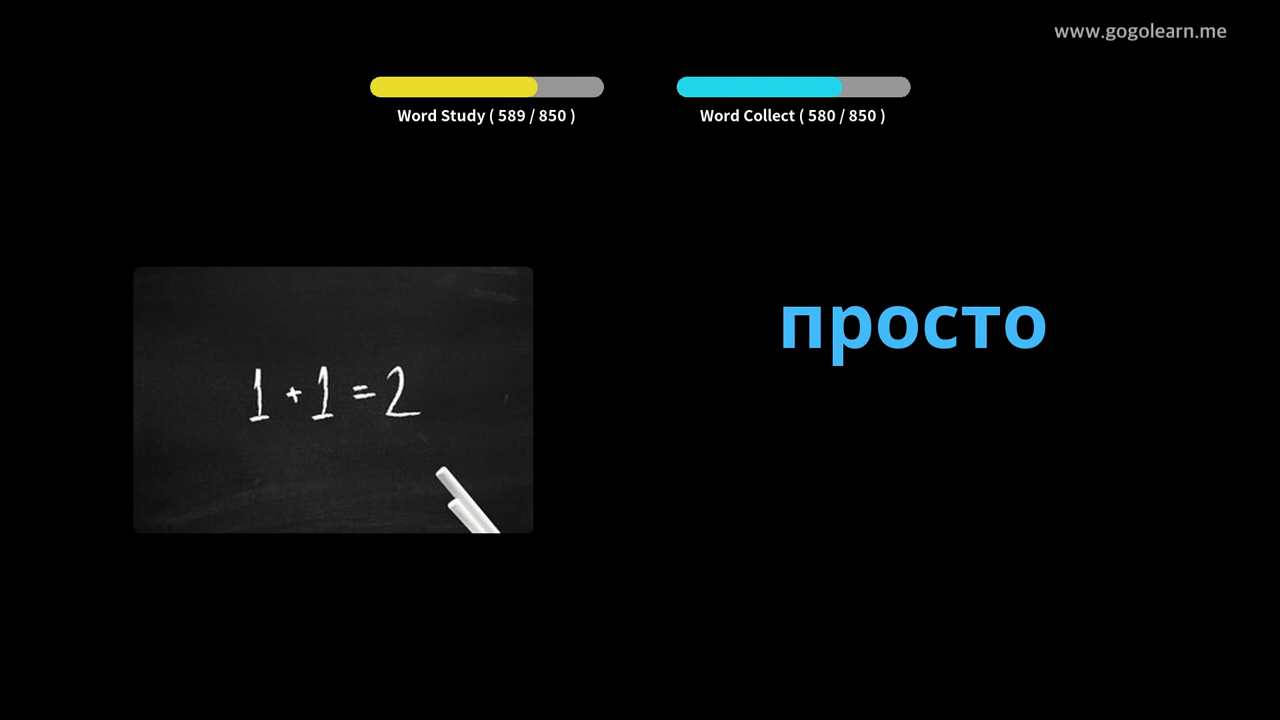 www.gogolearn.me
Word Study ( 589 / 850 )
Word Collect ( 580 / 850 )
просто
1 + 1 = 2